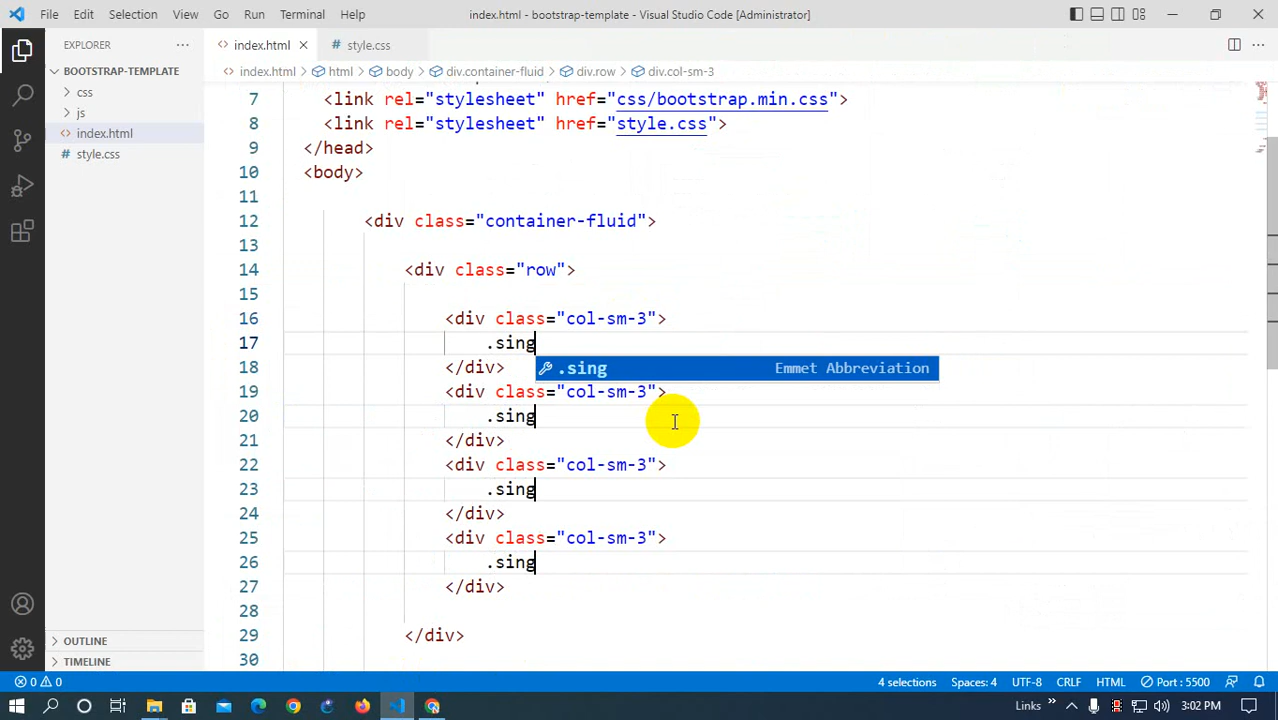 File Edit Selection View Go Run Terminal Help index.html - bootstrap-template - Visual Studio Code [Administrator]
EXPLORER
BOOTSTRAP-TEMPLATE
css
js
index.html
style.css
OUTLINE
TIMELINE
index.html style.css
index.html html body div.container-fluid div.row div.col-sm-3
7 <link rel="stylesheet" href="css/bootstrap.min.css">
8 <link rel="stylesheet" href="style.css">
9 </head>
10 <body>
11
12 <div class="container-fluid">
13
14 <div class="row">
15
16 <div class="col-sm-3">
17 .sing
.sing Emmet Abbreviation
18 </div>
19 <div class="col-sm-3">
20 .sing
21 </div>
22 <div class="col-sm-3">
23 .sing
24 </div>
25 <div class="col-sm-3">
26 .sing
27 </div>
28
29 </div>
30
0 0 4 selections Spaces: 4 UTF-8 CRLF HTML Port : 5500
Links 3:02 PM